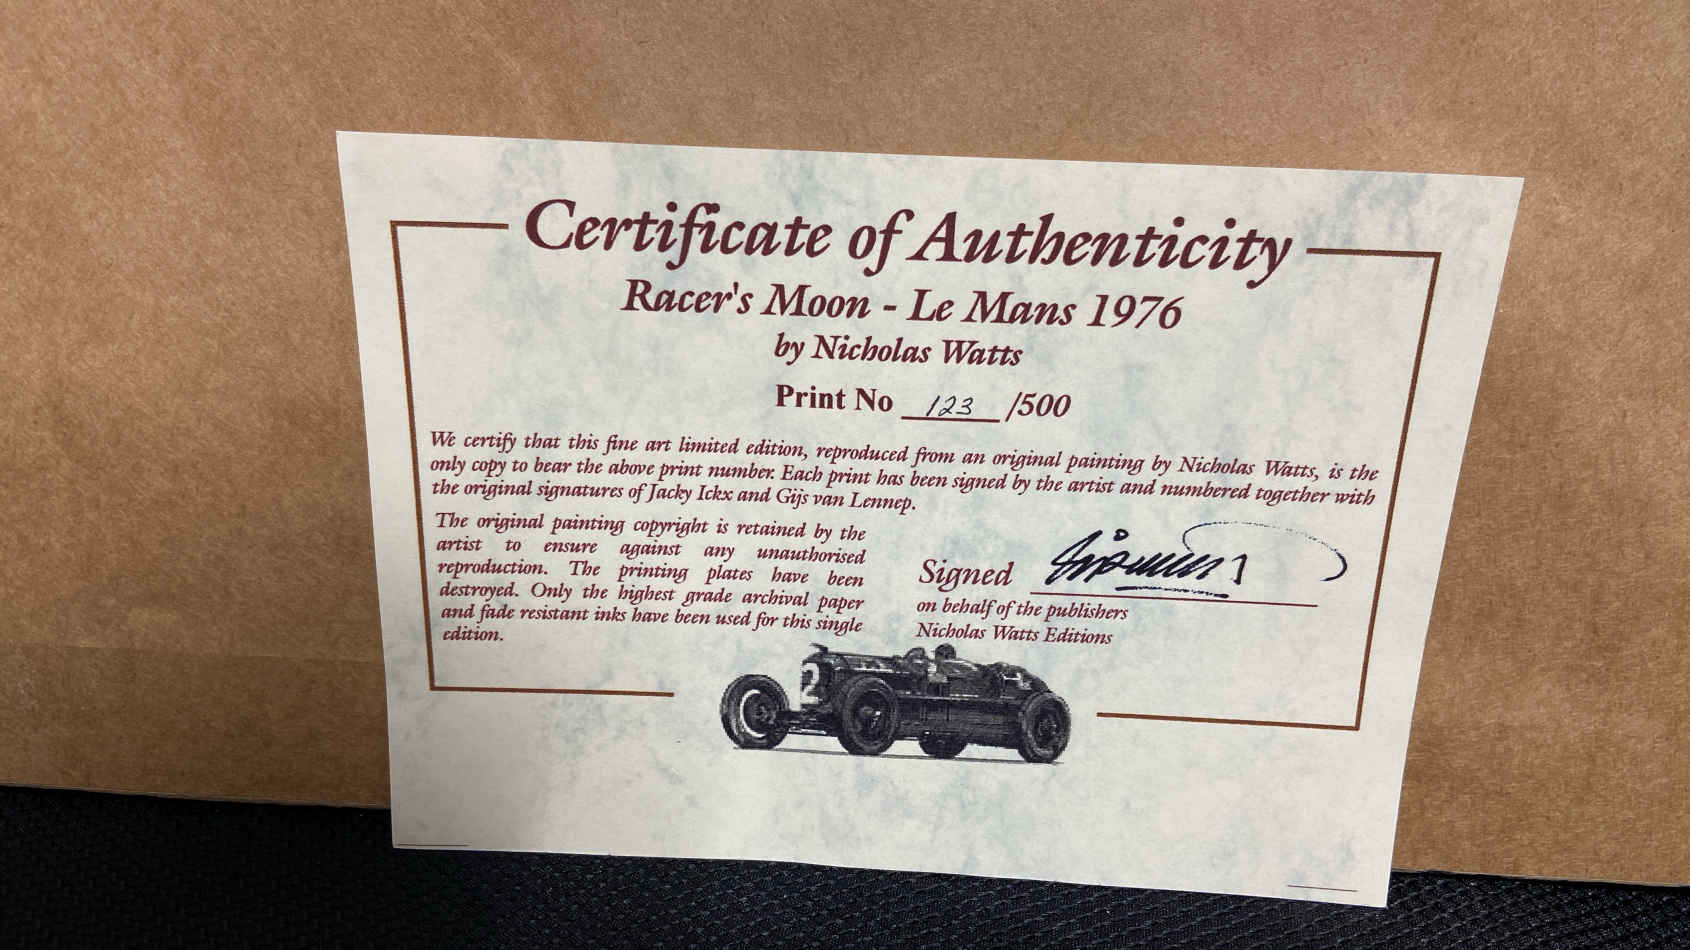 Certificate of Authenticity
Racer's Moon - Le Mans 1976
by Nicholas Watts
Print No 123 /500
We certify that this fine art limited edition, reproduced from an original painting by Nicholas Watts, is the
only copy to bear the above print number. Each print has been signed by the artist and numbered together with
the original signatures of Jacky Ickx and Gijs van Lennep.
The original painting copyright is retained by the
artist to ensure against any unauthorised
reproduction. The printing plates have been
destroyed. Only the highest grade archival paper
and fade resistant inks have been used for this single
edition.
Signed
on behalf of the publishers
Nicholas Watts Editions
2